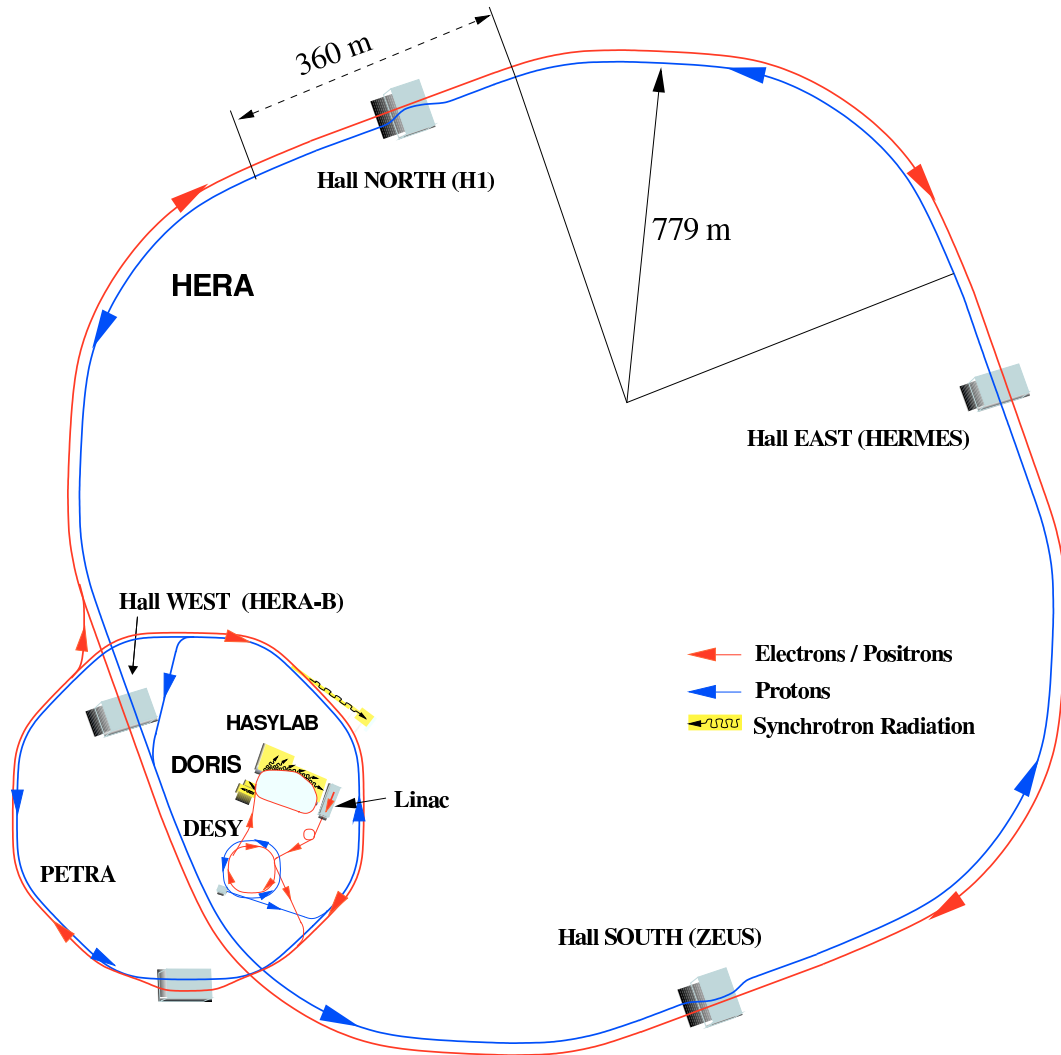 360 m
Hall NORTH (H1)
779 m
HERA
Hall EAST (HERMES)
Hall WEST (HERA-B)
Electrons / Positrons
Protons
Synchrotron Radiation
HASYLAB
DORIS
Linac
DESY
PETRA
Hall SOUTH (ZEUS)